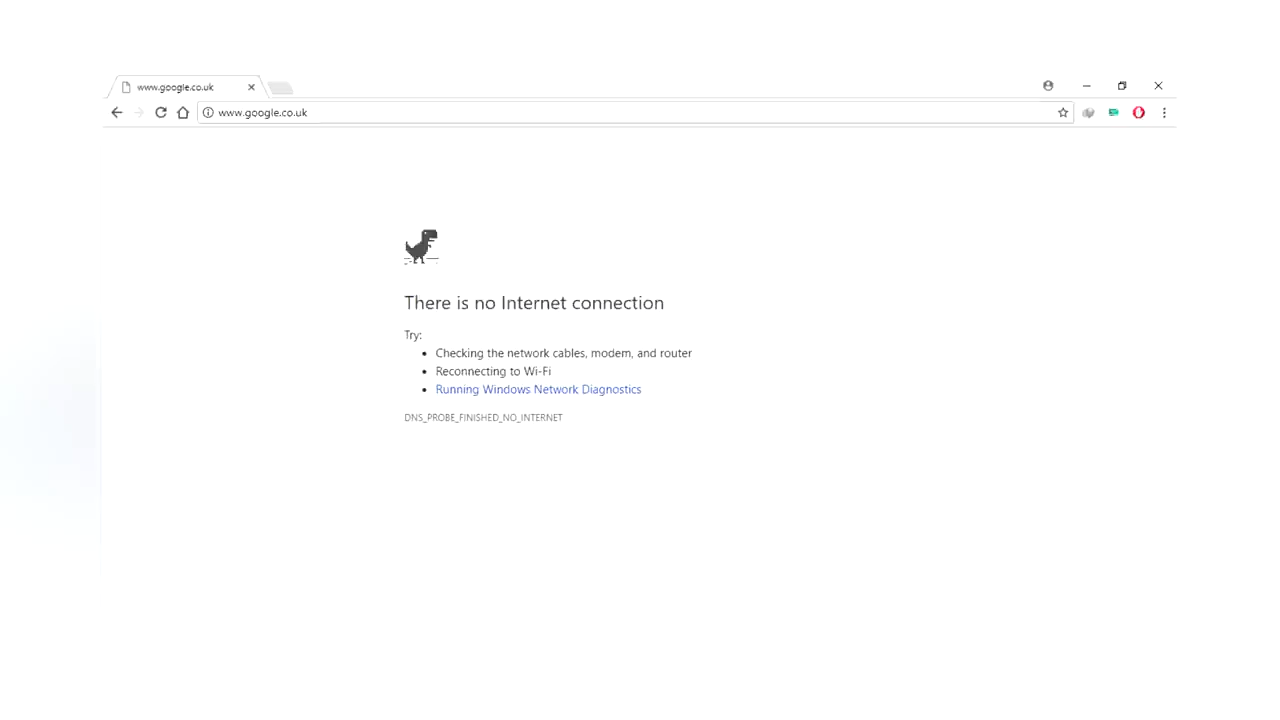 www.google.co.uk
www.google.co.uk
There is no Internet connection
Try:
Checking the network cables, modem, and router
Reconnecting to Wi-Fi
Running Windows Network Diagnostics
DNS_PROBE_FINISHED_NO_INTERNET